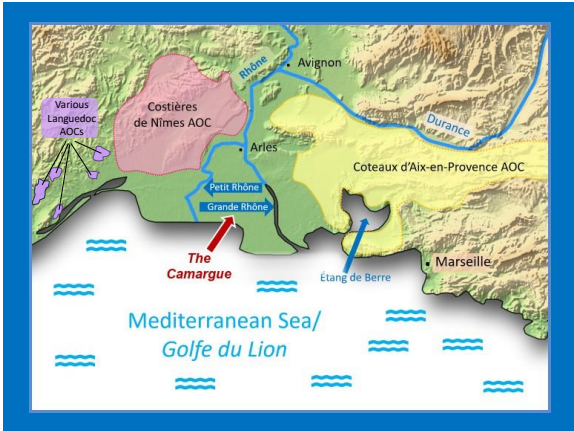 Rhône
Avignon
Various
Languedoc
AOCs
Costières
de Nîmes AOC
Durance
Arles
Coteaux d'Aix-en-Provence AOC
Petit Rhône
Grande Rhône
The
Camargue
Étang de Berre
Marseille
Mediterranean Sea/
Golfe du Lion